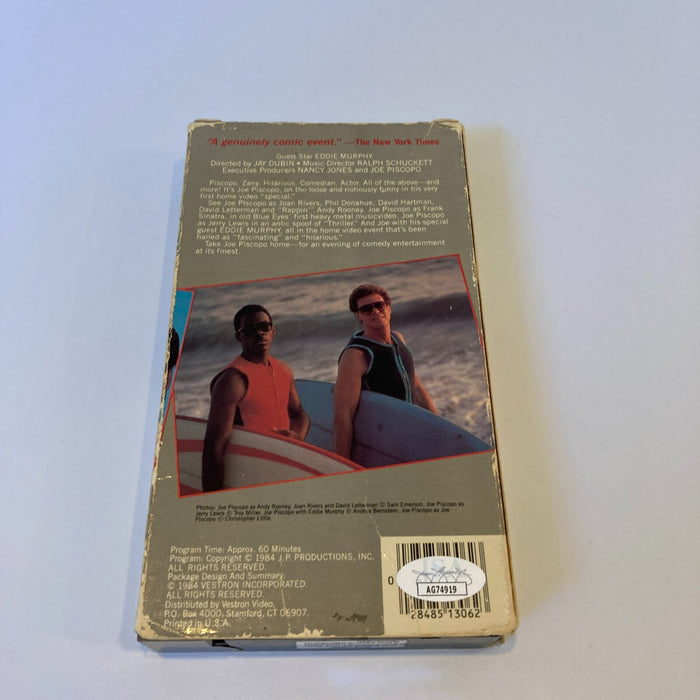 "A genuinely comic event." —The New York Times
Guest Star EDDIE MURPHY
Directed by JAY DUBIN • Music Director RALPH SCHUCKETT
Executive Producers NANCY JONES and JOE PISCOPO
Piscopo. Zany. Hilarious. Comedian. Actor. All of the above—and
more! It's Joe Piscopo, on the loose and riotously funny in his very
first home video "special."
See Joe Piscopo as Joan Rivers, Phil Donahue, David Hartman,
David Letterman and "Rappin'" Andy Rooney. Joe Piscopo as Frank
Sinatra, in old Blue Eyes' first heavy metal musicvideo. Joe Piscopo
as Jerry Lewis in an antic spoof of "Thriller." And Joe with his special
guest EDDIE MURPHY, all in the home video event that's been
hailed as "fascinating" and "hilarious."
Take Joe Piscopo home—for an evening of comedy entertainment
at its finest.
Photos: Joe Piscopo as Andy Rooney, Joan Rivers and David Letterman © Sam Emerson. Joe Piscopo as
Jerry Lewis © Troy Miller. Joe Piscopo with Eddie Murphy © Andrea Bernstein. Joe Piscopo as Joe
Piscopo © Christopher Little.
Program Time: Approx. 60 Minutes
Program: Copyright © 1984 J.P. PRODUCTIONS, INC.
ALL RIGHTS RESERVED.
Package Design And Summary:
© 1984 VESTRON INCORPORATED.
ALL RIGHTS RESERVED.
Distributed by Vestron Video,
P.O. Box 4000, Stamford, CT 06907.
Printed in U.S.A.
0
AG74919
28485 13062